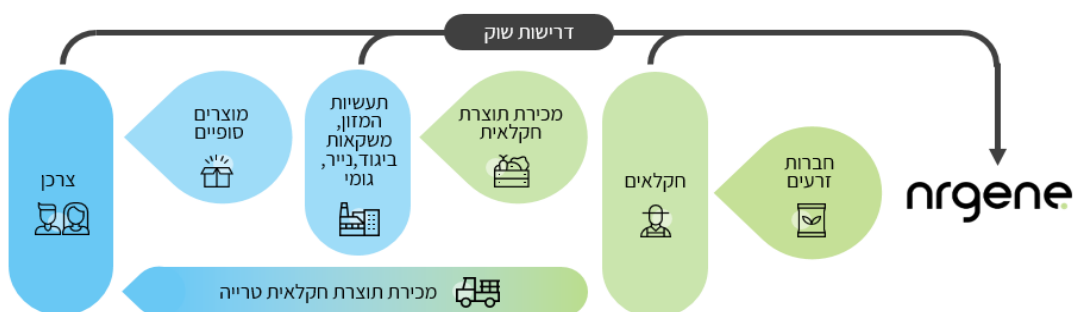 דרישות שוק
nrgene
חברות
זרעים
חקלאים
מכירת תוצרת
חקלאית
תעשיות
המזון,
משקאות
ביגוד,נייר,
גומי
מוצרים
סופיים
צרכן
מכירת תוצרת חקלאית טרייה